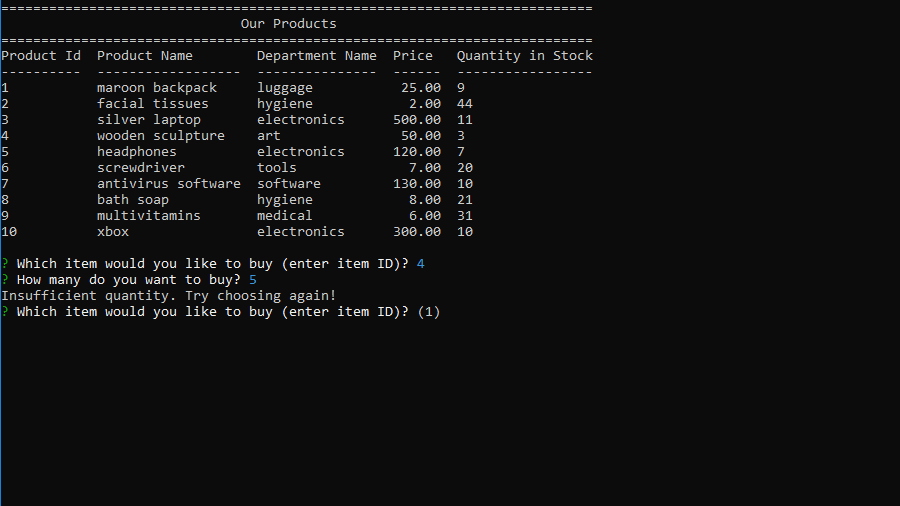 ==========================================================================
Our Products
==========================================================================
Product Id  Product Name        Department Name  Price   Quantity in Stock
----------  ------------------  ---------------  ------  -----------------
1           maroon backpack     luggage           25.00  9
2           facial tissues      hygiene            2.00  44
3           silver laptop       electronics      500.00  11
4           wooden sculpture    art               50.00  3
5           headphones          electronics      120.00  7
6           screwdriver         tools              7.00  20
7           antivirus software  software         130.00  10
8           bath soap           hygiene            8.00  21
9           multivitamins       medical            6.00  31
10          xbox                electronics      300.00  10
? Which item would you like to buy (enter item ID)? 4
? How many do you want to buy? 5
Insufficient quantity. Try choosing again!
? Which item would you like to buy (enter item ID)? (1)